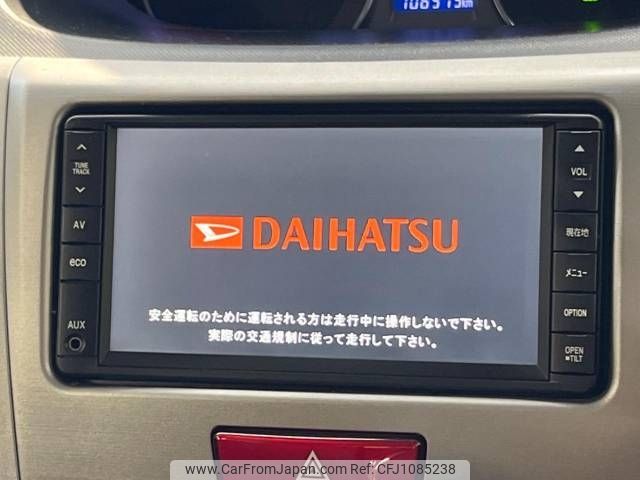 TUNE
TRACK
AV
eco
AUX
DAIHATSU
安全運転のために運転される方は走行中に操作しないで下さい。
実際の交通規制に従って走行して下さい。
VOL
現在地
メニュー
OPTION
OPEN
TILT
www.CarFromJapan.com | ID:CFJ1085238